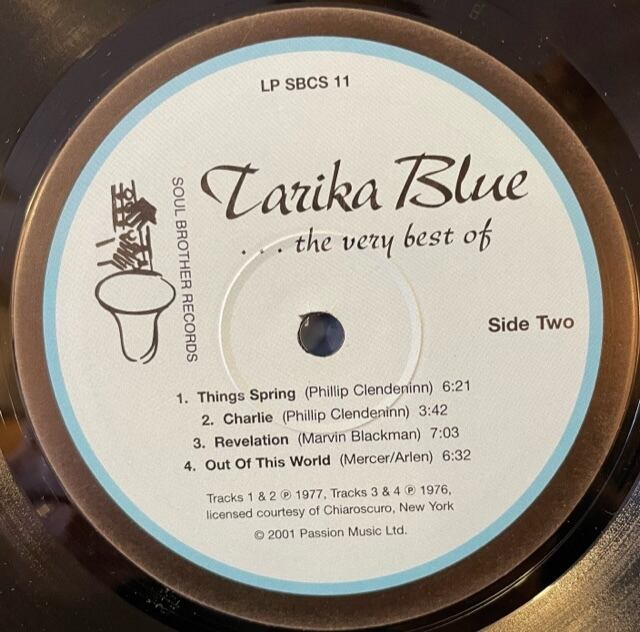 LP SBCS 11
SOUL BROTHER RECORDS
Tarika Blue
. . . the very best of
Side Two
1. Things Spring (Phillip Clendeninn) 6:21
2. Charlie (Phillip Clendeninn) 3:42
3. Revelation (Marvin Blackman) 7:03
4. Out Of This World (Mercer/Arlen) 6:32
Tracks 1 & 2 ℗ 1977, Tracks 3 & 4 ℗ 1976,
licensed courtesy of Chiaroscuro, New York
© 2001 Passion Music Ltd.